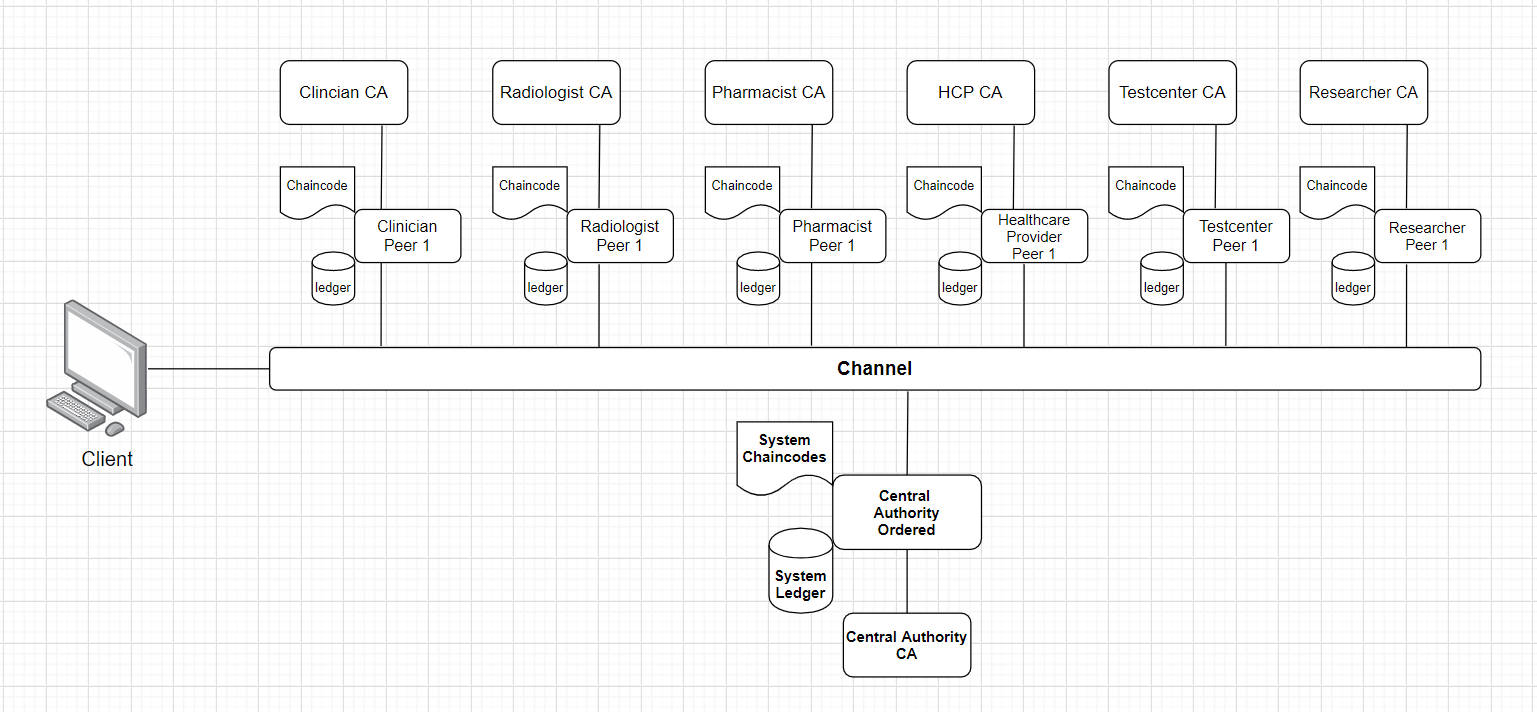 Clincian CA
Radiologist CA
Pharmacist CA
HCP CA
Testcenter CA
Researcher CA
Chaincode
Chaincode
Chaincode
Chaincode
Chaincode
Chaincode
Clinician
Peer 1
Radiologist
Peer 1
Pharmacist
Peer 1
Healthcare
Provider
Peer 1
Testcenter
Peer 1
Researcher
Peer 1
ledger
ledger
ledger
ledger
ledger
ledger
Channel
Client
System
Chaincodes
Central
Authority
Ordered
System
Ledger
Central Authority
CA